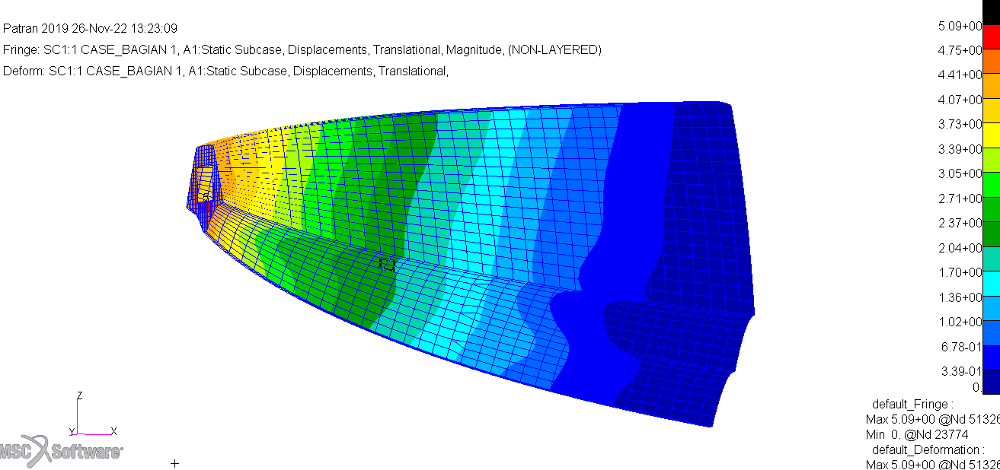 Patran 2019 26-Nov-22 13:23:09
Fringe: SC1:1 CASE_BAGIAN 1, A1:Static Subcase, Displacements, Translational, Magnitude, (NON-LAYERED)
Deform: SC1:1 CASE_BAGIAN 1, A1:Static Subcase, Displacements, Translational,
5.09+00
4.75+00
4.41+00
4.07+00
3.73+00
3.39+00
3.05+00
2.71+00
2.37+00
2.04+00
1.70+00
1.36+00
1.02+00
6.78-01
3.39-01
0.
default_Fringe :
Max 5.09+00 @Nd 51326
Min 0. @Nd 23774
default_Deformation :
Max 5.09+00 @Nd 51326
Z
Y
X
MSC Software